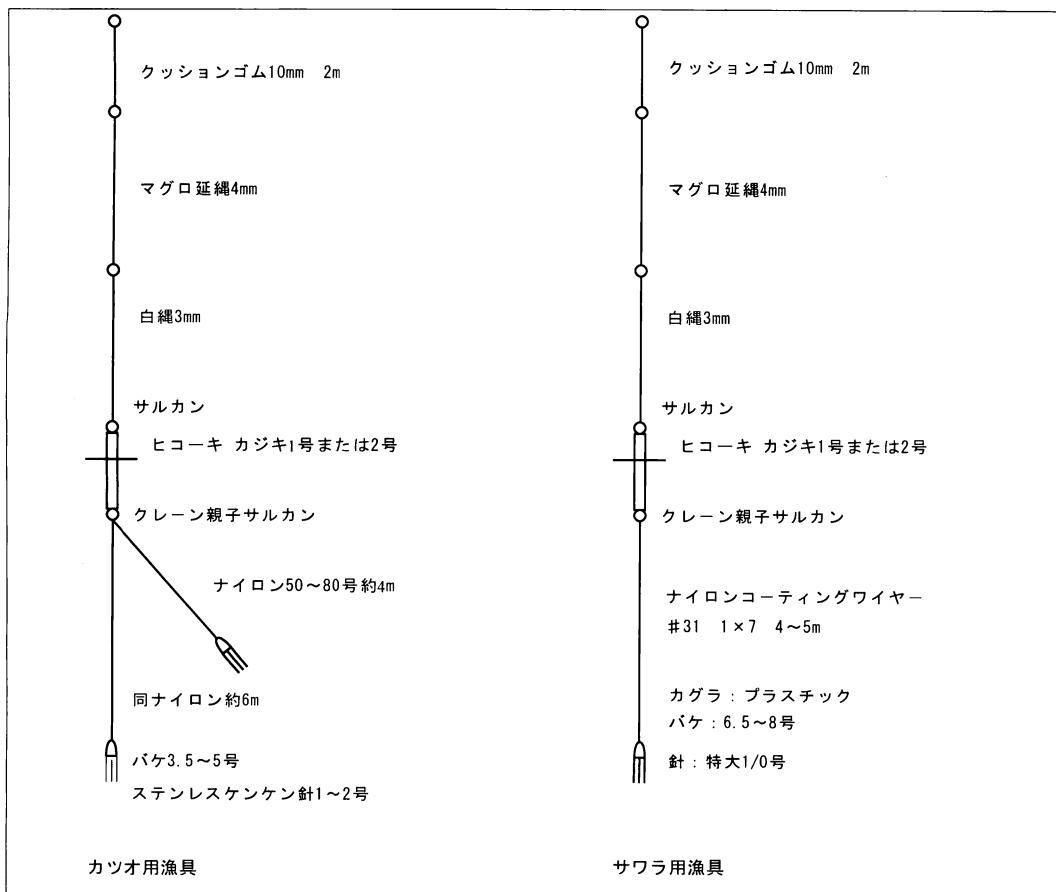 クッションゴム10mm 2m
マグロ延縄4mm
白縄3mm
サルカン
ヒコーキ カジキ1号または2号
クレーン親子サルカン
ナイロン50～80号約4m
同ナイロン約6m
バケ3.5～5号
ステンレスケンケン針1～2号
カツオ用漁具
クッションゴム10mm 2m
マグロ延縄4mm
白縄3mm
サルカン
ヒコーキ カジキ1号または2号
クレーン親子サルカン
ナイロンコーティングワイヤー
#31 1×7 4～5m
カグラ：プラスチック
バケ：6.5～8号
針：特大1/0号
サワラ用漁具